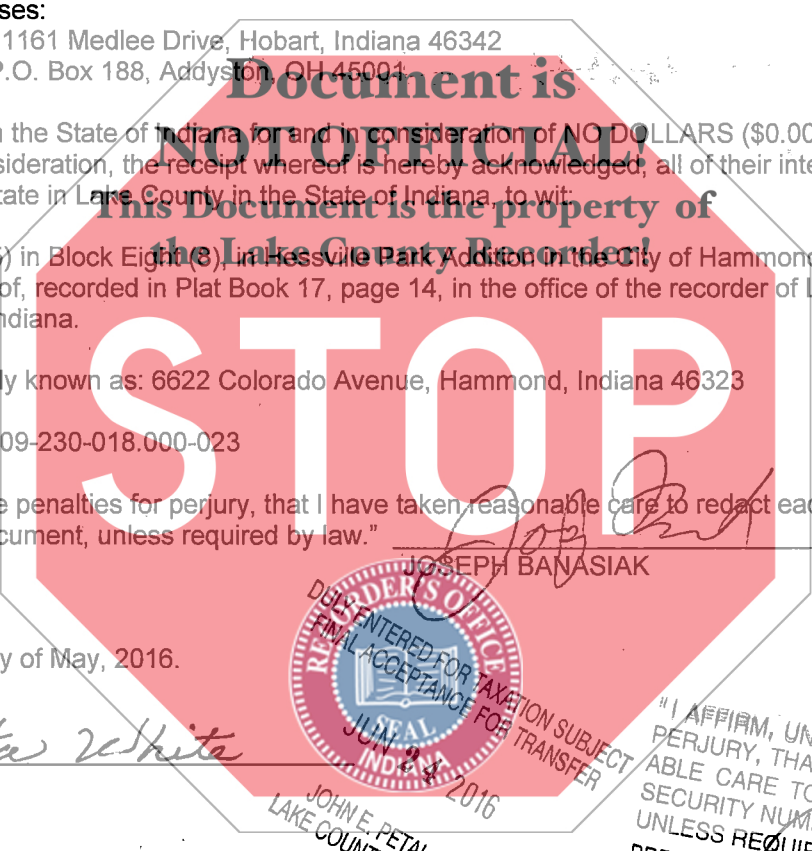 ses:
1161 Medlee Drive, Hobart, Indiana 46342
P.O. Box 188, Addyston, OH 45001
Document is
n the State of Indiana for and in consideration of NO DOLLARS ($0.00
NOT OFFICIAL!
sideration, the receipt whereof is hereby acknowledged, all of their inte
tate in Lake County in the State of Indiana, to wit:
This Document is the property of
the Lake County Recorder!
) in Block Eight (8), in Hessville Park Addition in the City of Hammond
of, recorded in Plat Book 17, page 14, in the office of the recorder of L
ndiana.
STOP
ly known as: 6622 Colorado Avenue, Hammond, Indiana 46323
09-230-018.000-023
e penalties for perjury, that I have taken reasonable care to redact eac
cument, unless required by law."
JOSEPH BANASIAK
RECORDER'S OFFICE
SEAL
INDIANA
DULY ENTERED FOR TAXATION SUBJECT
FINAL ACCEPTANCE FOR TRANSFER
JUN 24 2016
y of May, 2016.
White
JOHN E. PETAL
LAKE COUNT
"I AFFIRM, UN
PERJURY, THA
ABLE CARE TO
SECURITY NUM
UNLESS REQUIR